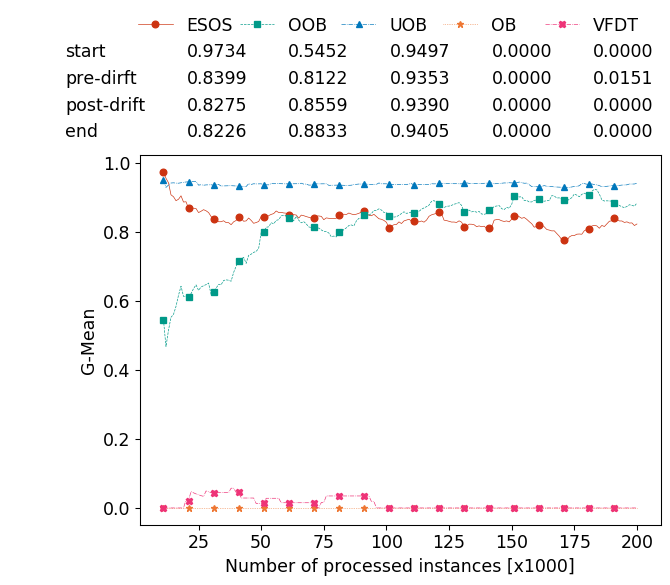 ESOS OOB UOB OB VFDT
start 0.9734 0.5452 0.9497 0.0000 0.0000
pre-dirft 0.8399 0.8122 0.9353 0.0000 0.0151
post-drift 0.8275 0.8559 0.9390 0.0000 0.0000
end 0.8226 0.8833 0.9405 0.0000 0.0000
1.0
0.8
0.6
0.4
0.2
0.0
G-Mean
25 50 75 100 125 150 175 200
Number of processed instances [x1000]